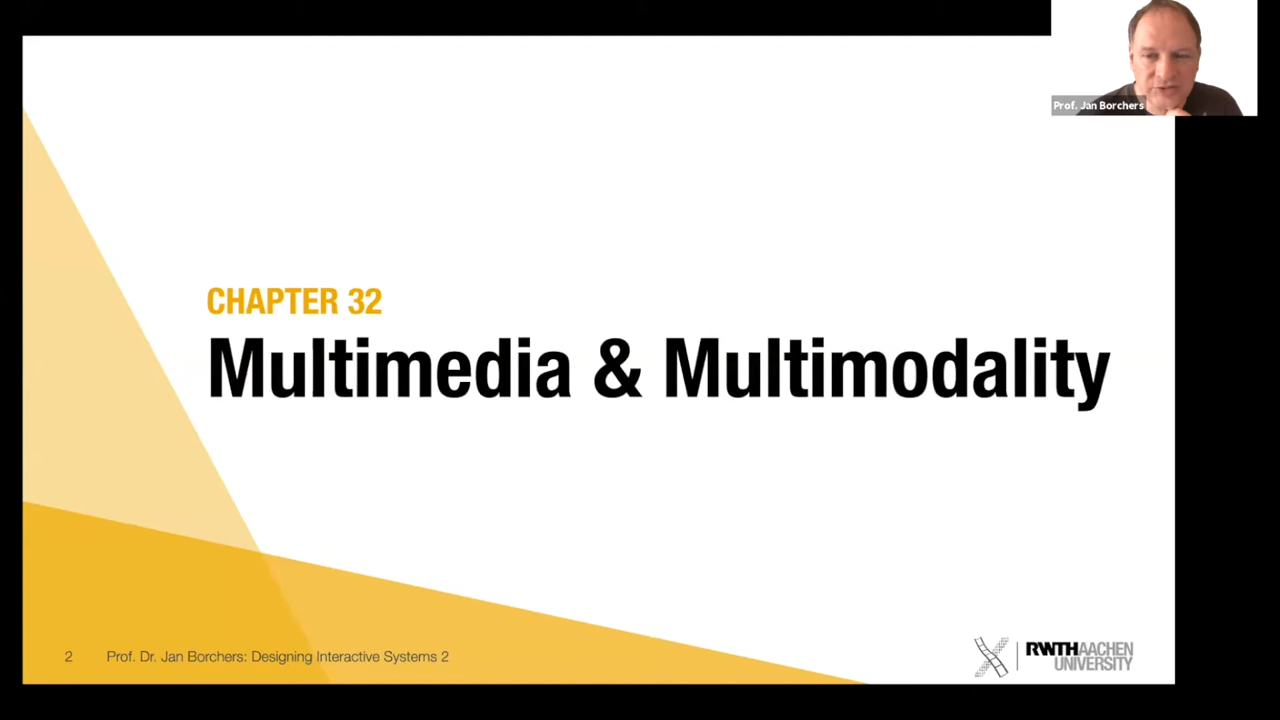 Prof. Jan Borchers
CHAPTER 32
Multimedia & Multimodality
2 Prof. Dr. Jan Borchers: Designing Interactive Systems 2
RWTHAACHEN
UNIVERSITY